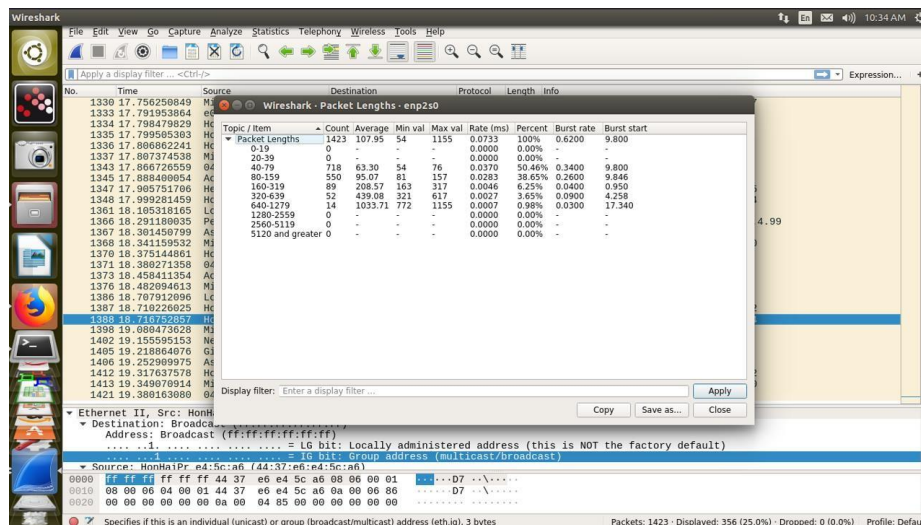 Wireshark En 10:34 AM
File Edit View Go Capture Analyze Statistics Telephony Wireless Tools Help
Apply a display filter ... <Ctrl-/> Expression...
No. Time Source Destination Protocol Length Info
1330 17.756250849
1333 17.791953864
1334 17.798479829
1335 17.799505303
1336 17.806862241
1337 17.807374538
1343 17.866726559
1345 17.888400054
1347 17.905751706
1348 17.999281459
1361 18.105318165
1366 18.291180035 4.99
1367 18.301450799
1368 18.341159532
1370 18.375144861
1371 18.380271358
1373 18.458411354
1376 18.482094613
1386 18.707912096
1387 18.710226025
1388 18.716752857
1398 19.080473628
1402 19.155595153
1405 19.218864076
1406 19.252909975
1412 19.317637578
1413 19.349070914
1421 19.380163080
Wireshark · Packet Lengths · enp2s0
Topic / Item Count Average Min val Max val Rate (ms) Percent Burst rate Burst start
Packet Lengths 1423 107.95 54 1155 0.0733 100% 0.6200 9.800
0-19 0 - - - 0.0000 0.00% - -
20-39 0 - - - 0.0000 0.00% - -
40-79 718 63.30 54 76 0.0370 50.46% 0.3400 9.800
80-159 550 95.07 81 157 0.0283 38.65% 0.2600 9.846
160-319 89 208.57 163 317 0.0046 6.25% 0.0400 0.950
320-639 52 439.08 321 617 0.0027 3.65% 0.0900 4.258
640-1279 14 1033.71 772 1155 0.0007 0.98% 0.0300 17.340
1280-2559 0 - - - 0.0000 0.00% - -
2560-5119 0 - - - 0.0000 0.00% - -
5120 and greater 0 - - - 0.0000 0.00% - -
Display filter: Enter a display filter ... Apply
Copy Save as... Close
Ethernet II, Src: HonHa
Destination: Broadcast (ff:ff:ff:ff:ff:ff)
Address: Broadcast (ff:ff:ff:ff:ff:ff)
.... ..1. .... .... .... .... = LG bit: Locally administered address (this is NOT the factory default)
.... ...1 .... .... .... .... = IG bit: Group address (multicast/broadcast)
Source: HonHaiPr_e4:5c:a6 (44:37:e6:e4:5c:a6)
0000 ff ff ff ff ff ff 44 37 e6 e4 5c a6 08 06 00 01 ······D7 ··\·····
0010 08 00 06 04 00 01 44 37 e6 e4 5c a6 0a 00 06 86 ······D7 ··\·····
0020 00 00 00 00 00 00 0a 00 04 85 00 00 00 00 00 00 ········ ········
Specifies if this is an individual (unicast) or group (broadcast/multicast) address (eth.ig), 3 bytes Packets: 1423 · Displayed: 356 (25.0%) · Dropped: 0 (0.0%) Profile: Defau